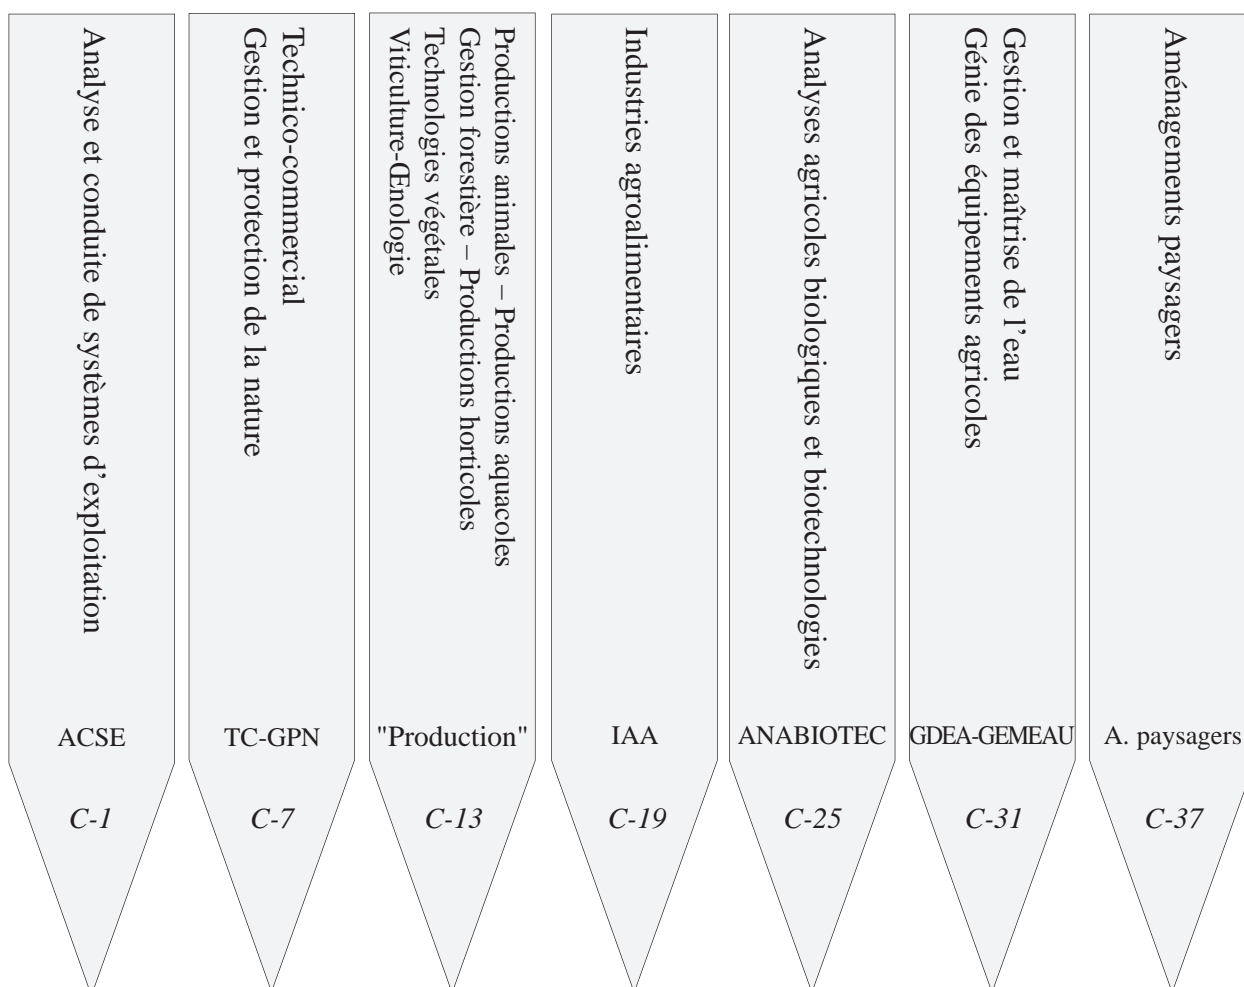 Analyse et conduite de systèmes d'exploitation
ACSE
C-1
Technico-commercial
Gestion et protection de la nature
TC-GPN
C-7
Productions animales – Productions aquacoles
Gestion forestière – Productions horticoles
Technologies végétales
Viticulture-Œnologie
"Production"
C-13
Industries agroalimentaires
IAA
C-19
Analyses agricoles biologiques et biotechnologies
ANABIOTEC
C-25
Gestion et maîtrise de l'eau
Génie des équipements agricoles
GDEA-GEMEAU
C-31
Aménagements paysagers
A. paysagers
C-37